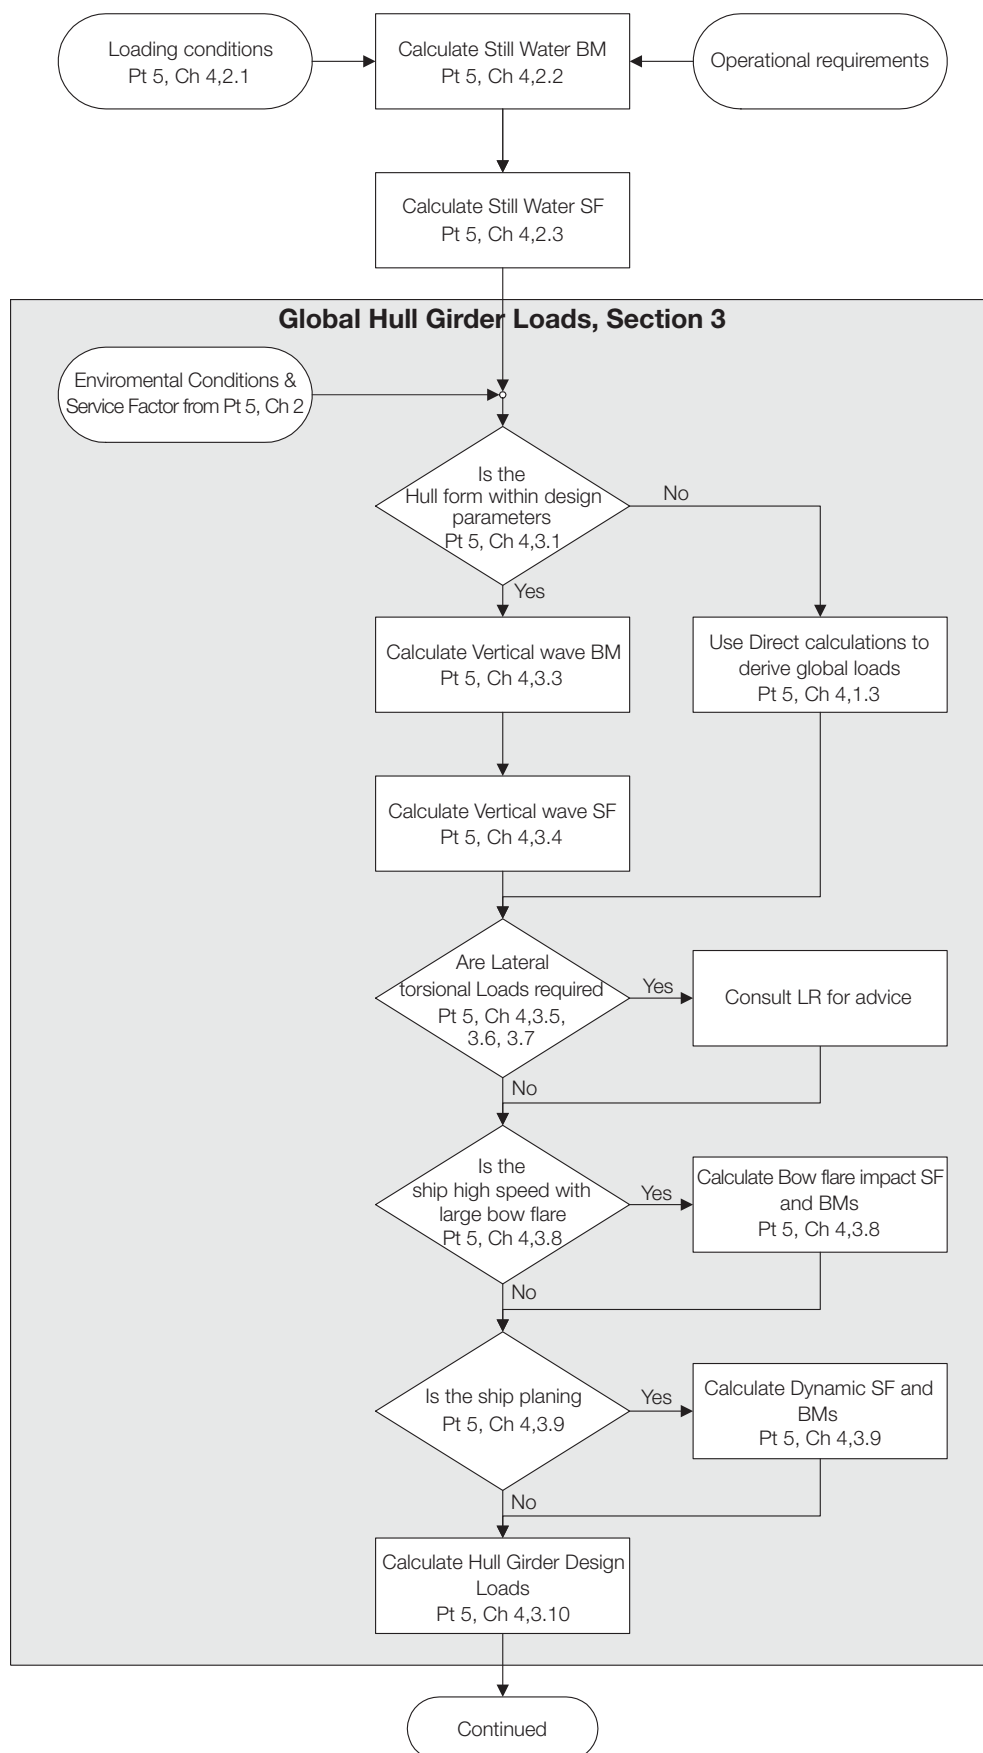 Loading conditions
Pt 5, Ch 4,2.1
Calculate Still Water BM
Pt 5, Ch 4,2.2
Operational requirements
Calculate Still Water SF
Pt 5, Ch 4,2.3
Global Hull Girder Loads, Section 3
Enviromental Conditions &
Service Factor from Pt 5, Ch 2
Is the
Hull form within design
parameters
Pt 5, Ch 4,3.1
No
Yes
Calculate Vertical wave BM
Pt 5, Ch 4,3.3
Use Direct calculations to
derive global loads
Pt 5, Ch 4,1.3
Calculate Vertical wave SF
Pt 5, Ch 4,3.4
Are Lateral
torsional Loads required
Pt 5, Ch 4,3.5,
3.6, 3.7
Yes
Consult LR for advice
No
Is the
ship high speed with
large bow flare
Pt 5, Ch 4,3.8
Yes
Calculate Bow flare impact SF
and BMs
Pt 5, Ch 4,3.8
No
Is the ship planing
Pt 5, Ch 4,3.9
Yes
Calculate Dynamic SF and
BMs
Pt 5, Ch 4,3.9
No
Calculate Hull Girder Design
Loads
Pt 5, Ch 4,3.10
Continued